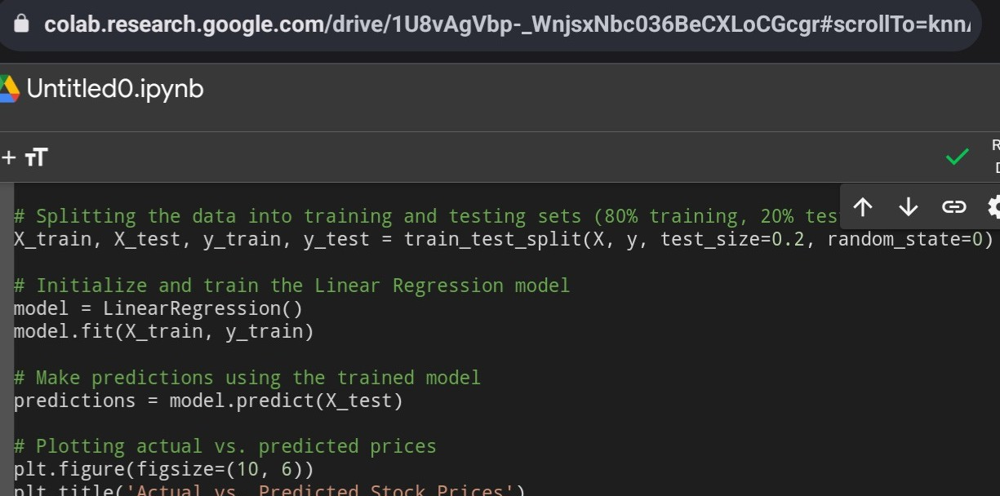 colab.research.google.com/drive/1U8vAgVbp-_WnjsxNbc036BeCXLoCGcgr#scrollTo=knn
Untitled0.ipynb
+ TT
# Splitting the data into training and testing sets (80% training, 20% tes
X_train, X_test, y_train, y_test = train_test_split(X, y, test_size=0.2, random_state=0)
# Initialize and train the Linear Regression model
model = LinearRegression()
model.fit(X_train, y_train)
# Make predictions using the trained model
predictions = model.predict(X_test)
# Plotting actual vs. predicted prices
plt.figure(figsize=(10, 6))
plt.title('Actual vs. Predicted Stock Prices')